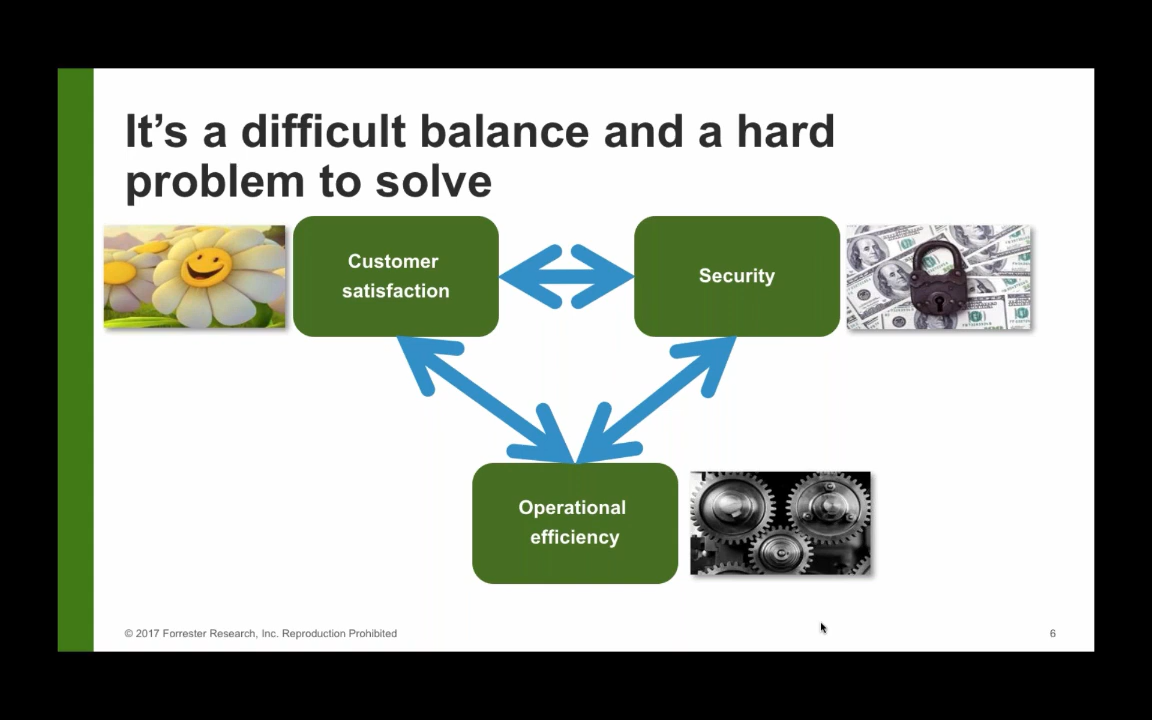 It’s a difficult balance and a hard
problem to solve
Customer
satisfaction
Security
Operational
efficiency
© 2017 Forrester Research, Inc. Reproduction Prohibited
6